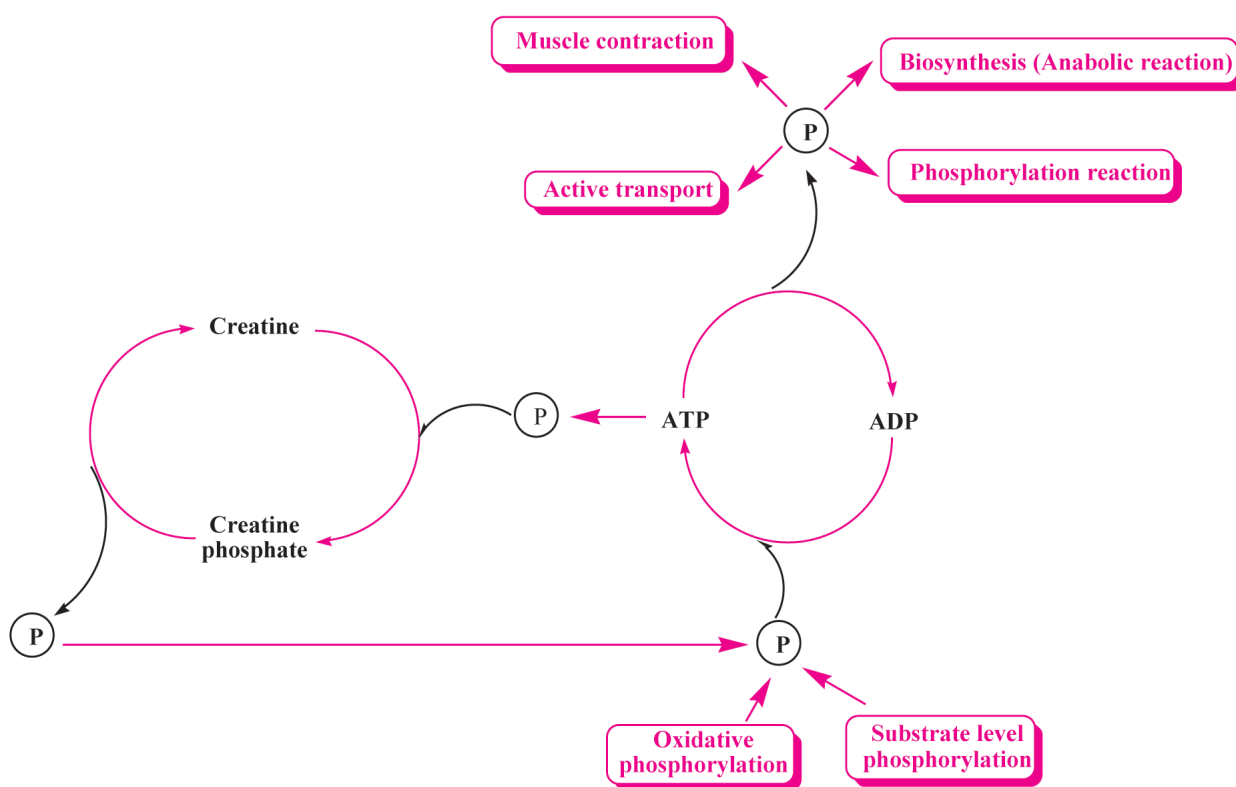 Muscle contraction
Biosynthesis (Anabolic reaction)
P
Active transport
Phosphorylation reaction
Creatine
P
ATP
ADP
Creatine
phosphate
P
P
Oxidative
phosphorylation
Substrate level
phosphorylation